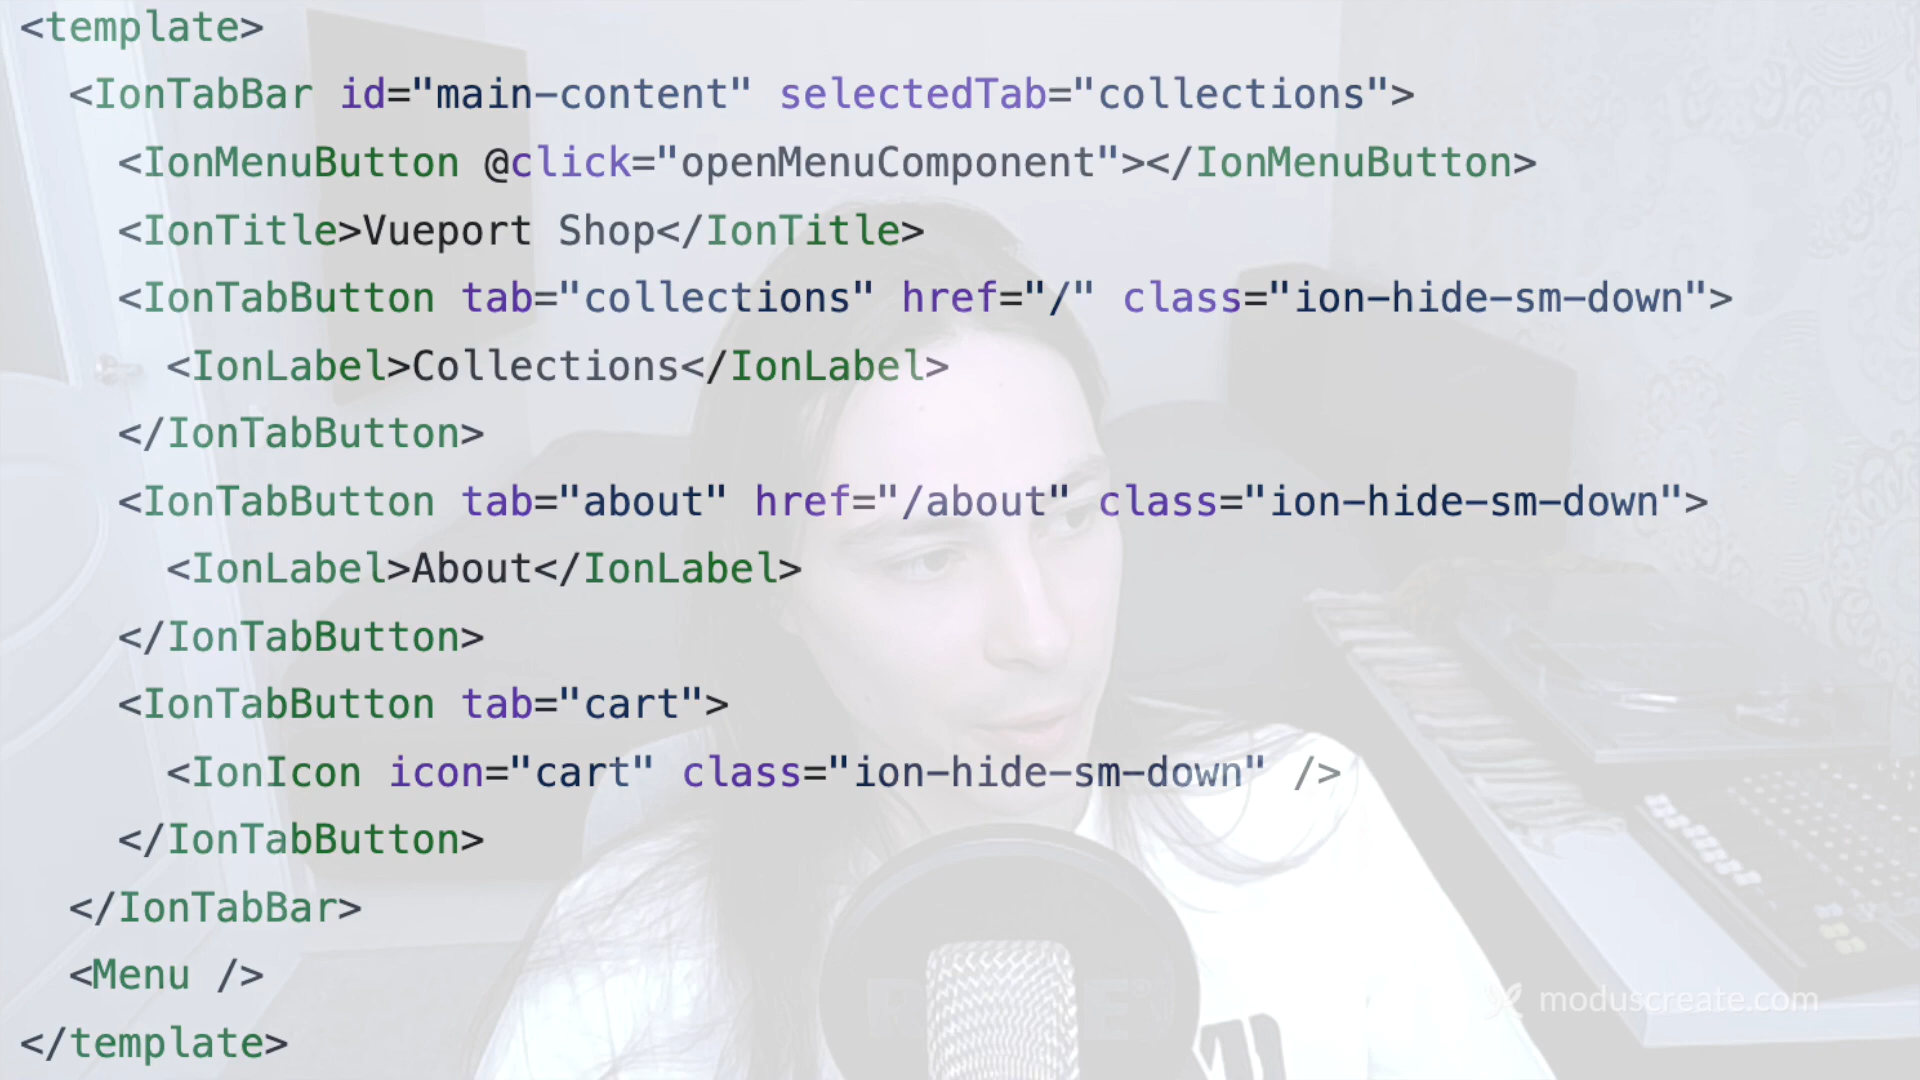 <template>
<IonTabBar id="main-content" selectedTab="collections">
<IonMenuButton @click="openMenuComponent"></IonMenuButton>
<IonTitle>Vueport Shop</IonTitle>
<IonTabButton tab="collections" href="/" class="ion-hide-sm-down">
<IonLabel>Collections</IonLabel>
</IonTabButton>
<IonTabButton tab="about" href="/about" class="ion-hide-sm-down">
<IonLabel>About</IonLabel>
</IonTabButton>
<IonTabButton tab="cart">
<IonIcon icon="cart" class="ion-hide-sm-down" />
</IonTabButton>
</IonTabBar>
<Menu />
</template>
moduscreate.com